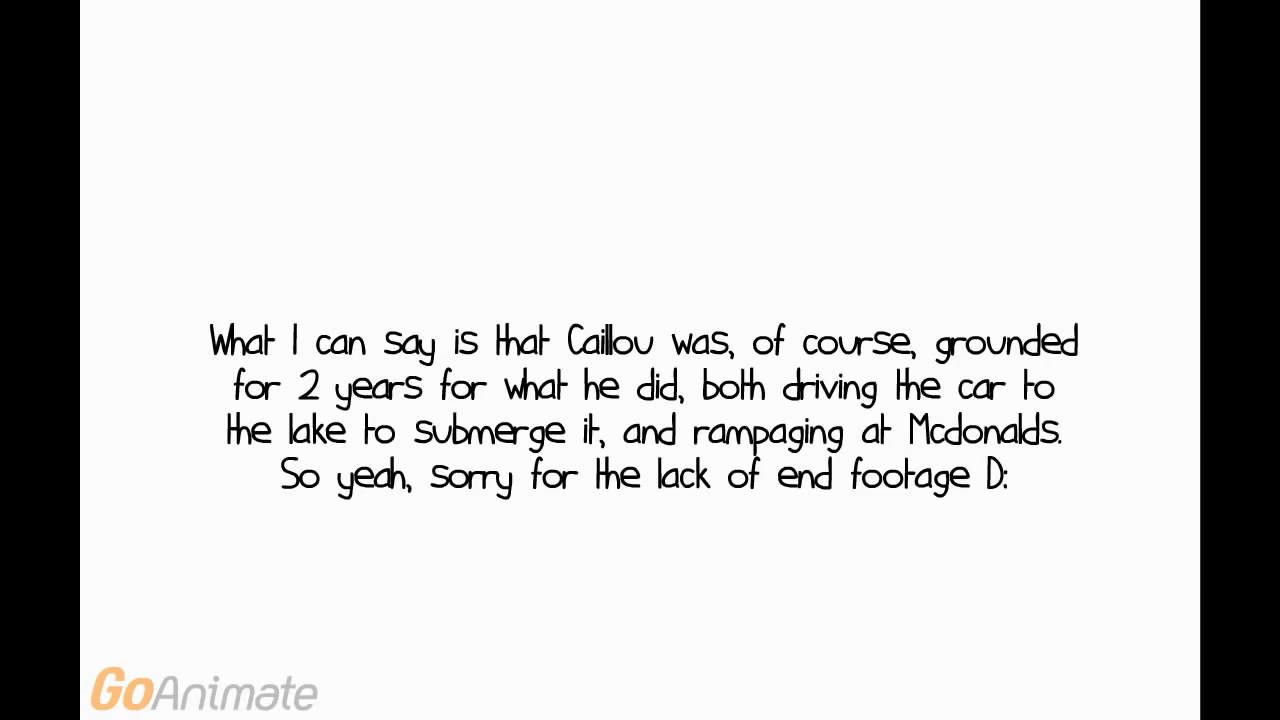 What I can say is that Caillou was, of course, grounded
for 2 years for what he did, both driving the car to
the lake to submerge it, and rampaging at Mcdonalds.
So yeah, sorry for the lack of end footage D:
GoAnimate